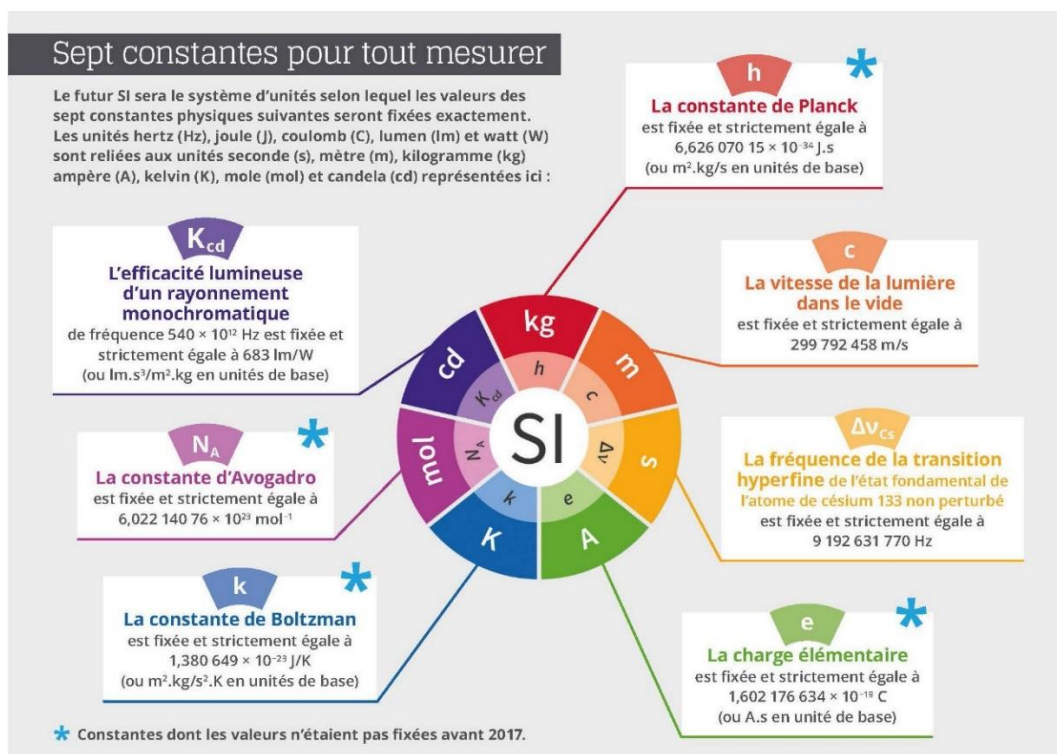 Sept constantes pour tout mesurer
Le futur SI sera le système d’unités selon lequel les valeurs des
sept constantes physiques suivantes seront fixées exactement.
Les unités hertz (Hz), joule (J), coulomb (C), lumen (lm) et watt (W)
sont reliées aux unités seconde (s), mètre (m), kilogramme (kg)
ampère (A), kelvin (K), mole (mol) et candela (cd) représentées ici :
h
*
La constante de Planck
est fixée et strictement égale à
6,626 070 15 × 10⁻³⁴ J.s
(ou m².kg/s en unités de base)
Kcd
L’efficacité lumineuse
d’un rayonnement
monochromatique
de fréquence 540 × 10¹² Hz est fixée et
strictement égale à 683 lm/W
(ou lm.s³/m².kg en unités de base)
c
La vitesse de la lumière
dans le vide
est fixée et strictement égale à
299 792 458 m/s
kg
m
s
A
K
mol
cd
h
c
Δν
e
k
NA
Kcd
SI
NA
*
La constante d’Avogadro
est fixée et strictement égale à
6,022 140 76 × 10²³ mol⁻¹
ΔνCs
La fréquence de la transition
hyperfine de l’état fondamental de
l’atome de césium 133 non perturbé
est fixée et strictement égale à
9 192 631 770 Hz
k
*
La constante de Boltzman
est fixée et strictement égale à
1,380 649 × 10⁻²³ J/K
(ou m².kg/s².K en unités de base)
e
*
La charge élémentaire
est fixée et strictement égale à
1,602 176 634 × 10⁻¹⁹ C
(ou A.s en unité de base)
* Constantes dont les valeurs n’étaient pas fixées avant 2017.